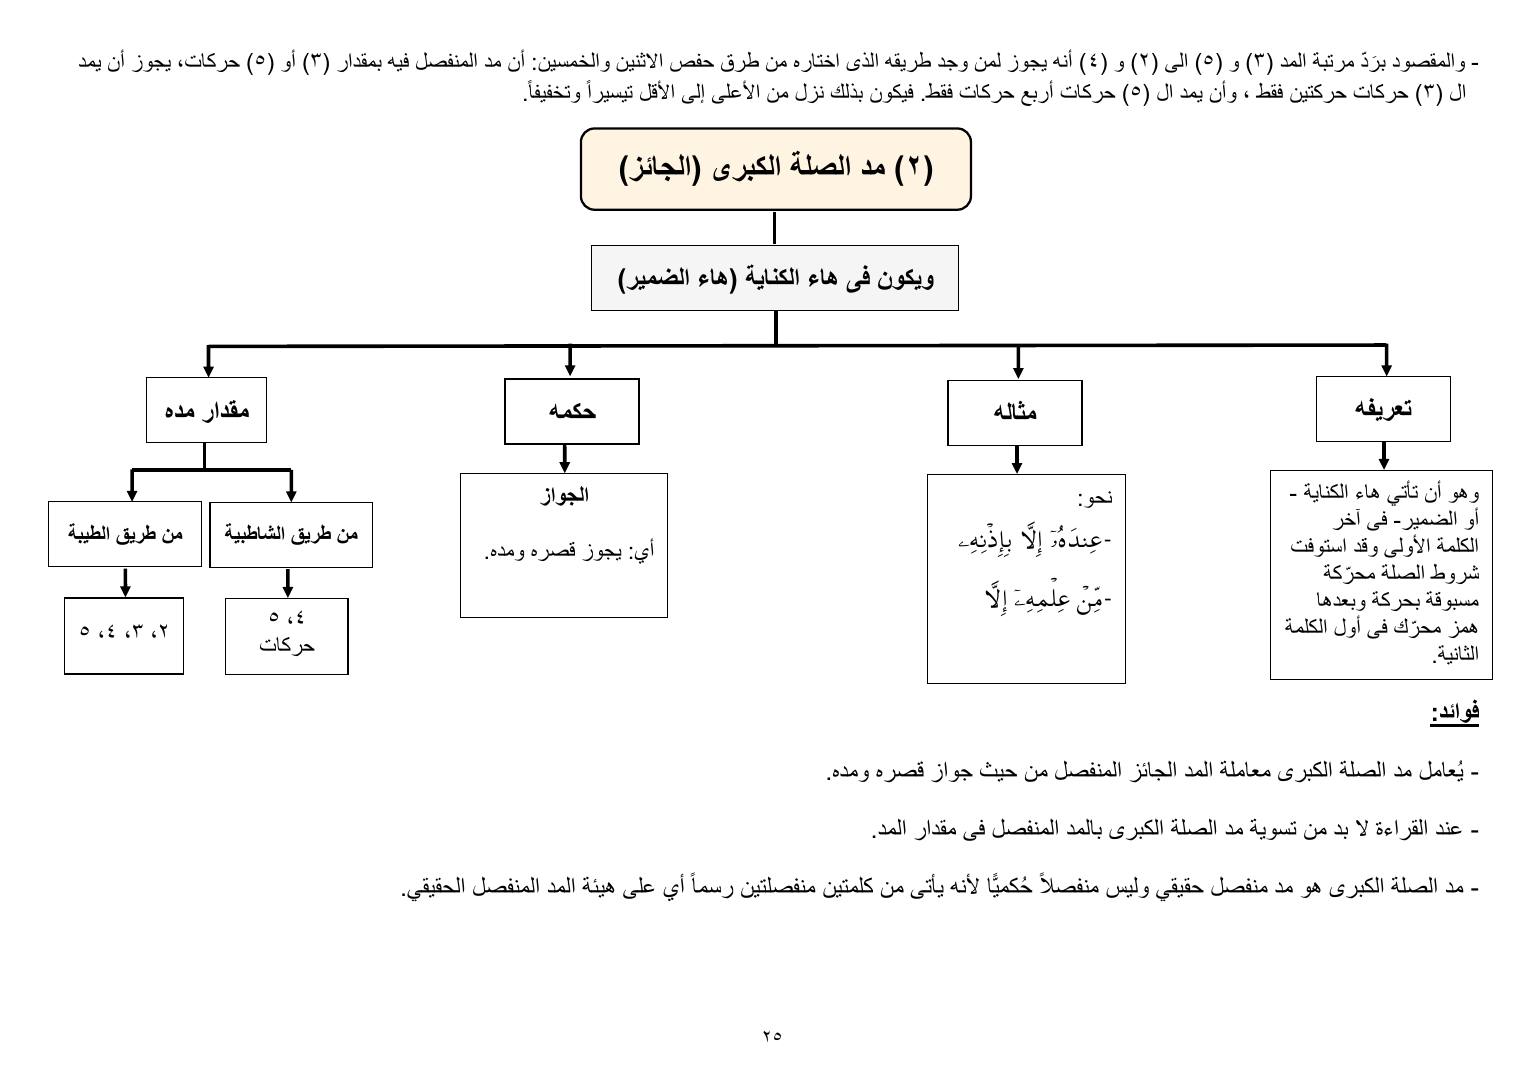 - والمقصود برَدّ مرتبة المد (٣) و (٥) الى (٢) و (٤) أنه يجوز لمن وجد طريقه الذى اختاره من طرق حفص الاثنين والخمسين: أن مد المنفصل فيه بمقدار (٣) أو (٥) حركات، يجوز أن يمد
ال (٣) حركات حركتين فقط ، وأن يمد ال (٥) حركات أربع حركات فقط. فيكون بذلك نزل من الأعلى إلى الأقل تيسيراً وتخفيفاً.
(٢) مد الصلة الكبرى (الجائز)
ويكون فى هاء الكناية (هاء الضمير)
تعريفه
وهو أن تأتي هاء الكناية -
أو الضمير- فى آخر
الكلمة الأولى وقد استوفت
شروط الصلة محرّكة
مسبوقة بحركة وبعدها
همز محرّك فى أول الكلمة
الثانية.
مثاله
نحو:
-عِندَهُۥٓ إِلَّا بِإِذۡنِهِۦ
-مِّنۡ عِلۡمِهِۦٓ إِلَّا
حكمه
الجواز
أي: يجوز قصره ومده.
مقدار مده
من طريق الشاطبية
٤، ٥
حركات
من طريق الطيبة
٢، ٣، ٤، ٥
فوائد:
- يُعامل مد الصلة الكبرى معاملة المد الجائز المنفصل من حيث جواز قصره ومده.
- عند القراءة لا بد من تسوية مد الصلة الكبرى بالمد المنفصل فى مقدار المد.
- مد الصلة الكبرى هو مد منفصل حقيقي وليس منفصلاً حُكميًّا لأنه يأتى من كلمتين منفصلتين رسماً أي على هيئة المد المنفصل الحقيقي.
٢٥